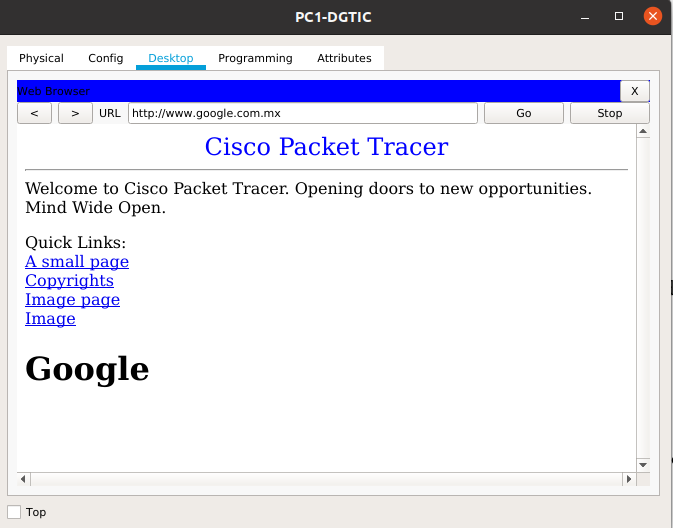 PC1-DGTIC
Physical Config Desktop Programming Attributes
Web Browser X
< > URL http://www.google.com.mx Go Stop
Cisco Packet Tracer
Welcome to Cisco Packet Tracer. Opening doors to new opportunities.
Mind Wide Open.
Quick Links:
A small page
Copyrights
Image page
Image
Google
Top